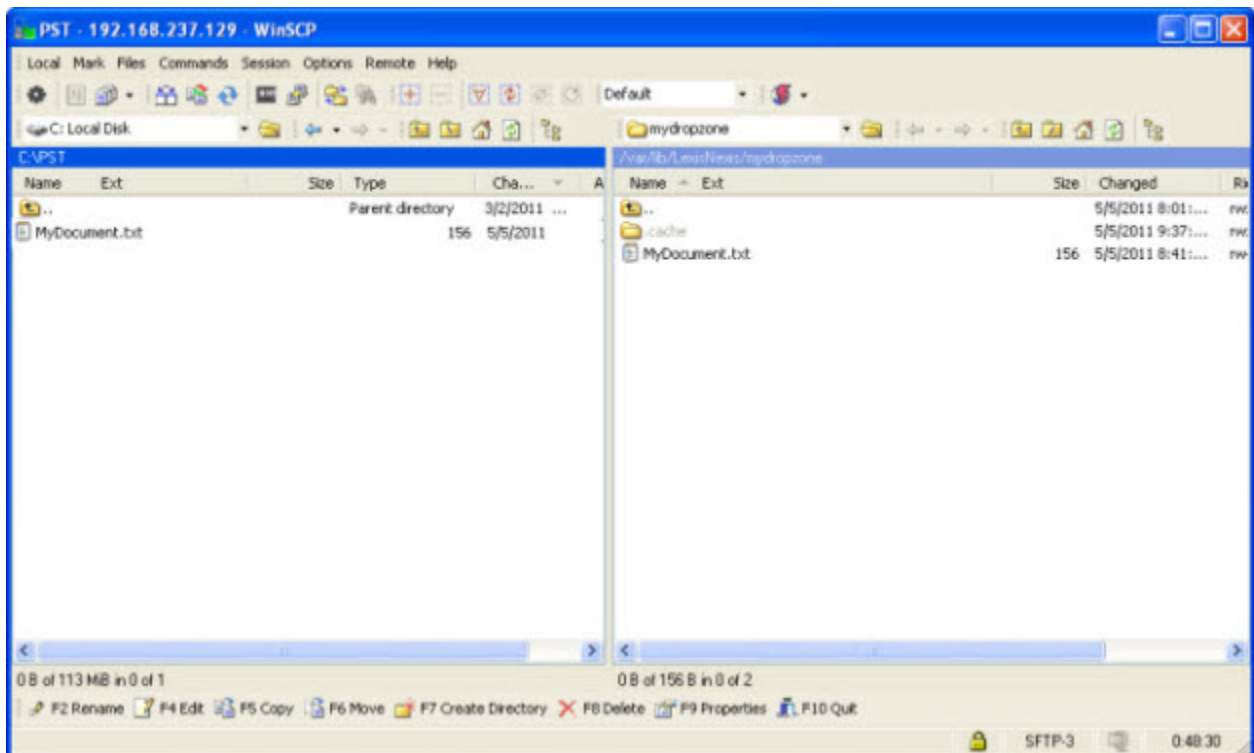 PST - 192.168.237.129 - WinSCP
Local Mark Files Commands Session Options Remote Help
Default
C: Local Disk
mydropzone
C:\PST
/var/lib/LexisNexis/mydropzone
Name Ext Size Type Cha... A
Name Ext Size Changed
.. Parent directory 3/2/2011 ...
.. 5/5/2011 8:01:...
MyDocument.txt 156 5/5/2011
.cache 5/5/2011 9:37:...
MyDocument.txt 156 5/5/2011 8:41:...
0 B of 113 MiB in 0 of 1
0 B of 156 B in 0 of 2
F2 Rename F4 Edit F5 Copy F6 Move F7 Create Directory F8 Delete F9 Properties F10 Quit
SFTP-3 0:48:30